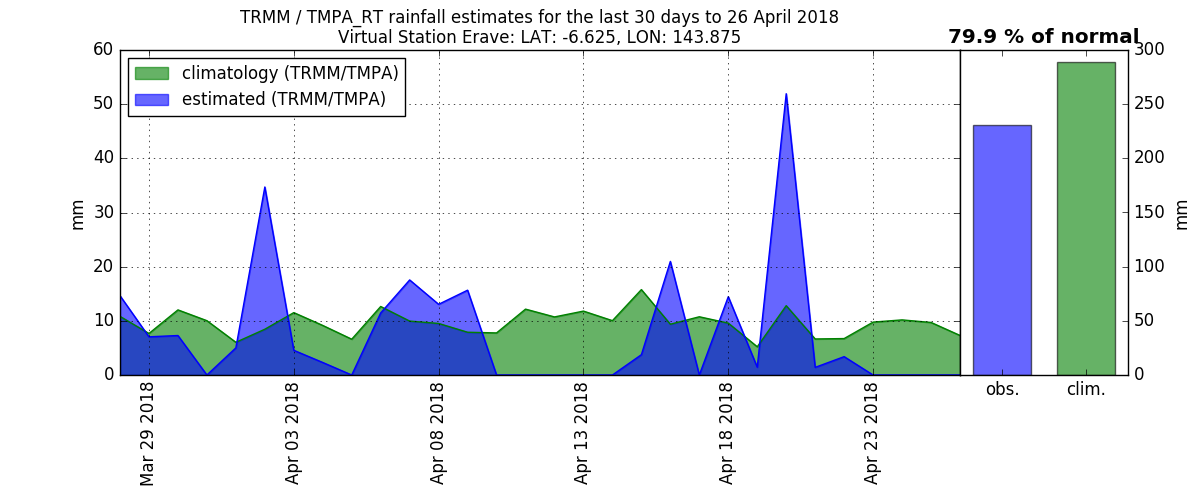 TRMM / TMPA_RT rainfall estimates for the last 30 days to 26 April 2018
Virtual Station Erave: LAT: -6.625, LON: 143.875
79.9 % of normal
climatology (TRMM/TMPA)
estimated (TRMM/TMPA)
60
50
40
30
20
10
0
mm
Mar 29 2018
Apr 03 2018
Apr 08 2018
Apr 13 2018
Apr 18 2018
Apr 23 2018
obs.
clim.
300
250
200
150
100
50
0
mm